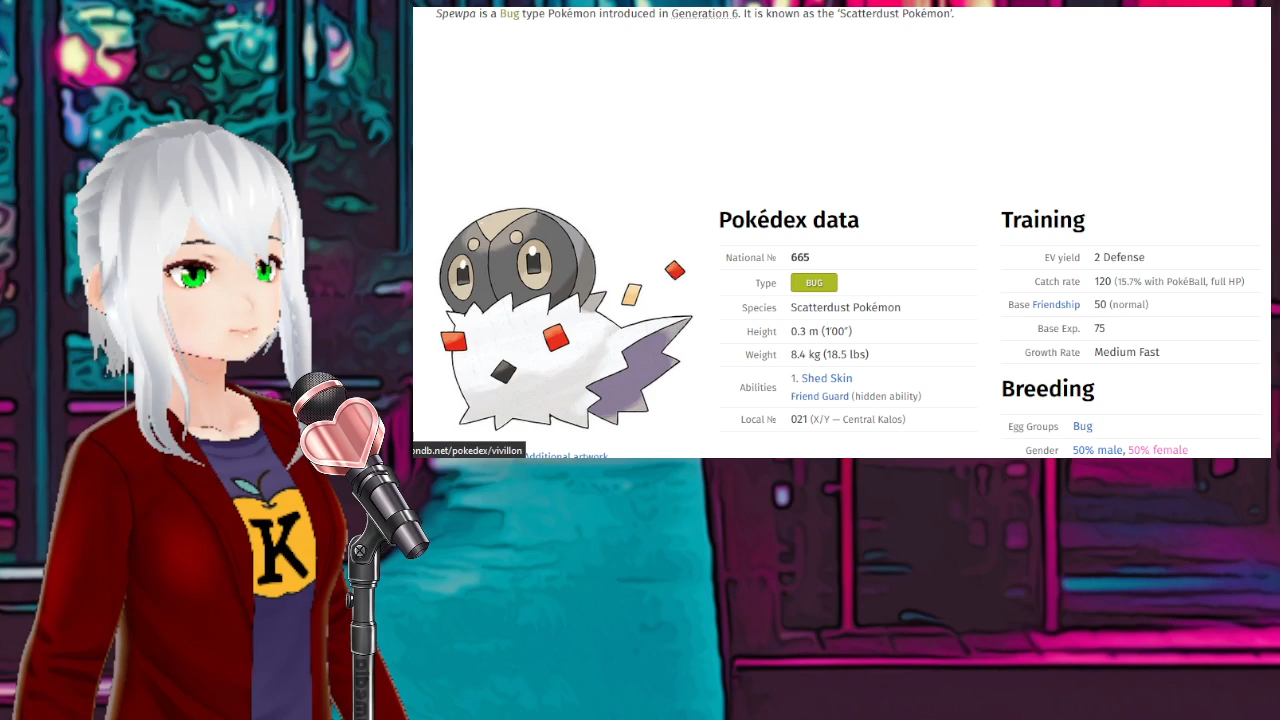 Spewpa is a Bug type Pokémon introduced in Generation 6. It is known as the ‘Scatterdust Pokémon’.
Pokédex data
National № 665
Type BUG
Species Scatterdust Pokémon
Height 0.3 m (1′00″)
Weight 8.4 kg (18.5 lbs)
Abilities 1. Shed Skin
Friend Guard (hidden ability)
Local № 021 (X/Y — Central Kalos)
Training
EV yield 2 Defense
Catch rate 120 (15.7% with PokéBall, full HP)
Base Friendship 50 (normal)
Base Exp. 75
Growth Rate Medium Fast
Breeding
Egg Groups Bug
Gender 50% male, 50% female
ndb.net/pokedex/vivillon
Additional artwork
K